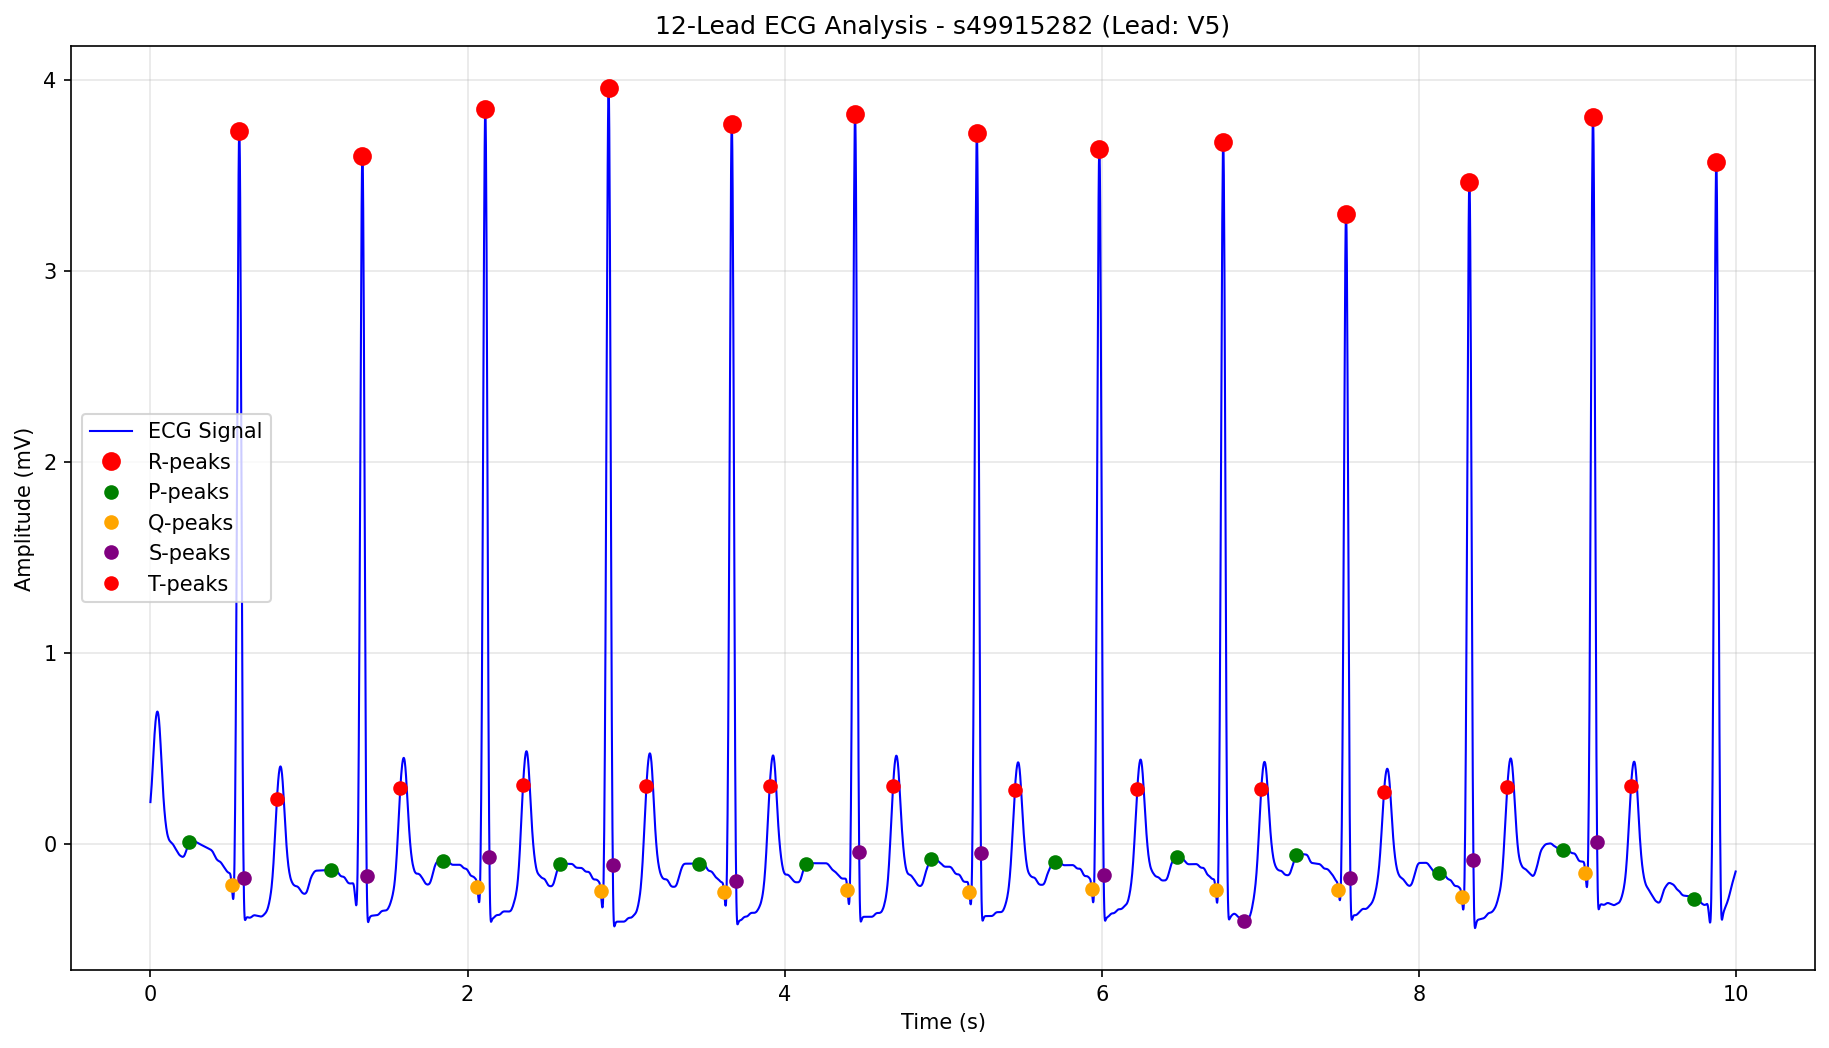 12-Lead ECG Analysis - s49915282 (Lead: V5)
Amplitude (mV)
4
3
2
1
0
ECG Signal
R-peaks
P-peaks
Q-peaks
S-peaks
T-peaks
0 2 4 6 8 10
Time (s)